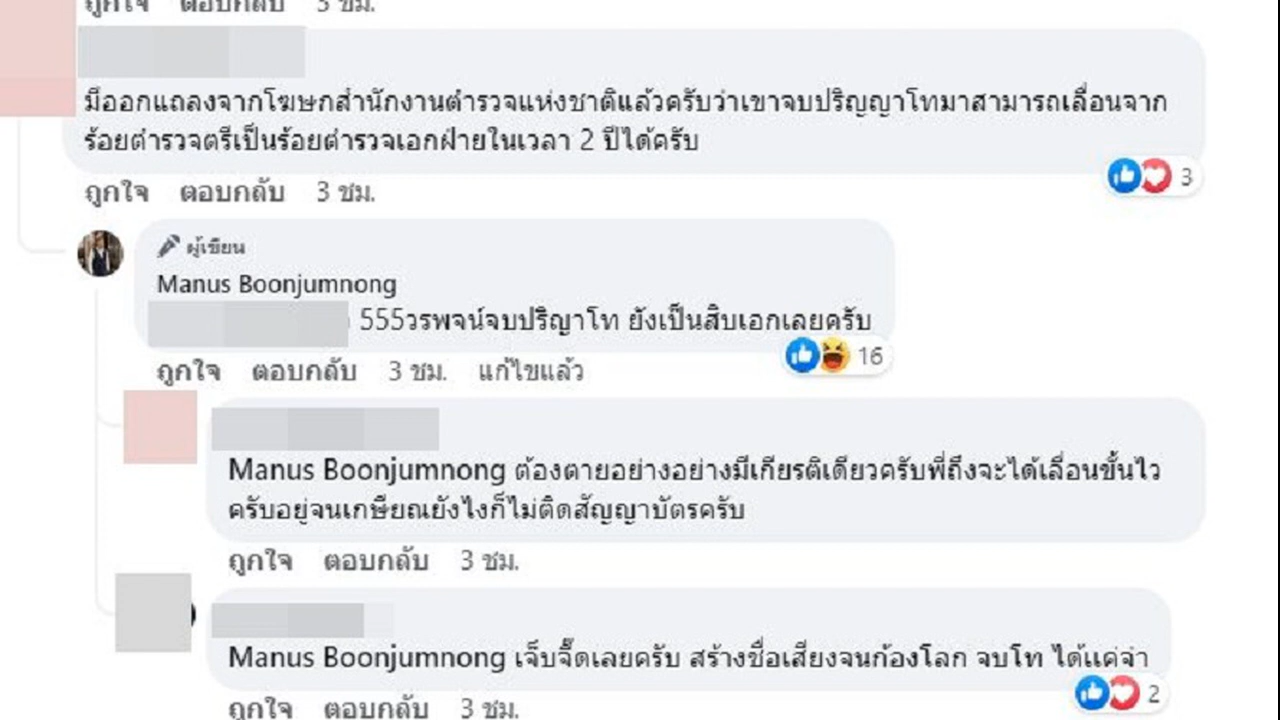 ถูกใจ ตอบกลับ 3 ชม.
มีออกแถลงจากโฆษกสำนักงานตำรวจแห่งชาติแล้วครับว่าเขาจบปริญญาโทมาสามารถเลื่อนจาก
ร้อยตำรวจตรีเป็นร้อยตำรวจเอกฝ่ายในเวลา 2 ปีได้ครับ
ถูกใจ ตอบกลับ 3 ชม.
3
ผู้เขียน
Manus Boonjumnong
555วรพจน์จบปริญาโท ยังเป็นสิบเอกเลยครับ
ถูกใจ ตอบกลับ 3 ชม. แก้ไขแล้ว
16
Manus Boonjumnong ต้องตายอย่างอย่างมีเกียรติเดียวครับพี่ถึงจะได้เลื่อนขั้นไว
ครับอยู่จนเกษียณยังไงก็ไม่ติดสัญญาบัตรครับ
ถูกใจ ตอบกลับ 3 ชม.
Manus Boonjumnong เจ็บจี๊ดเลยครับ สร้างชื่อเสียงจนก้องโลก จบโท ได้แค่จ่า
2
ถูกใจ ตอบกลับ 3 ชม.